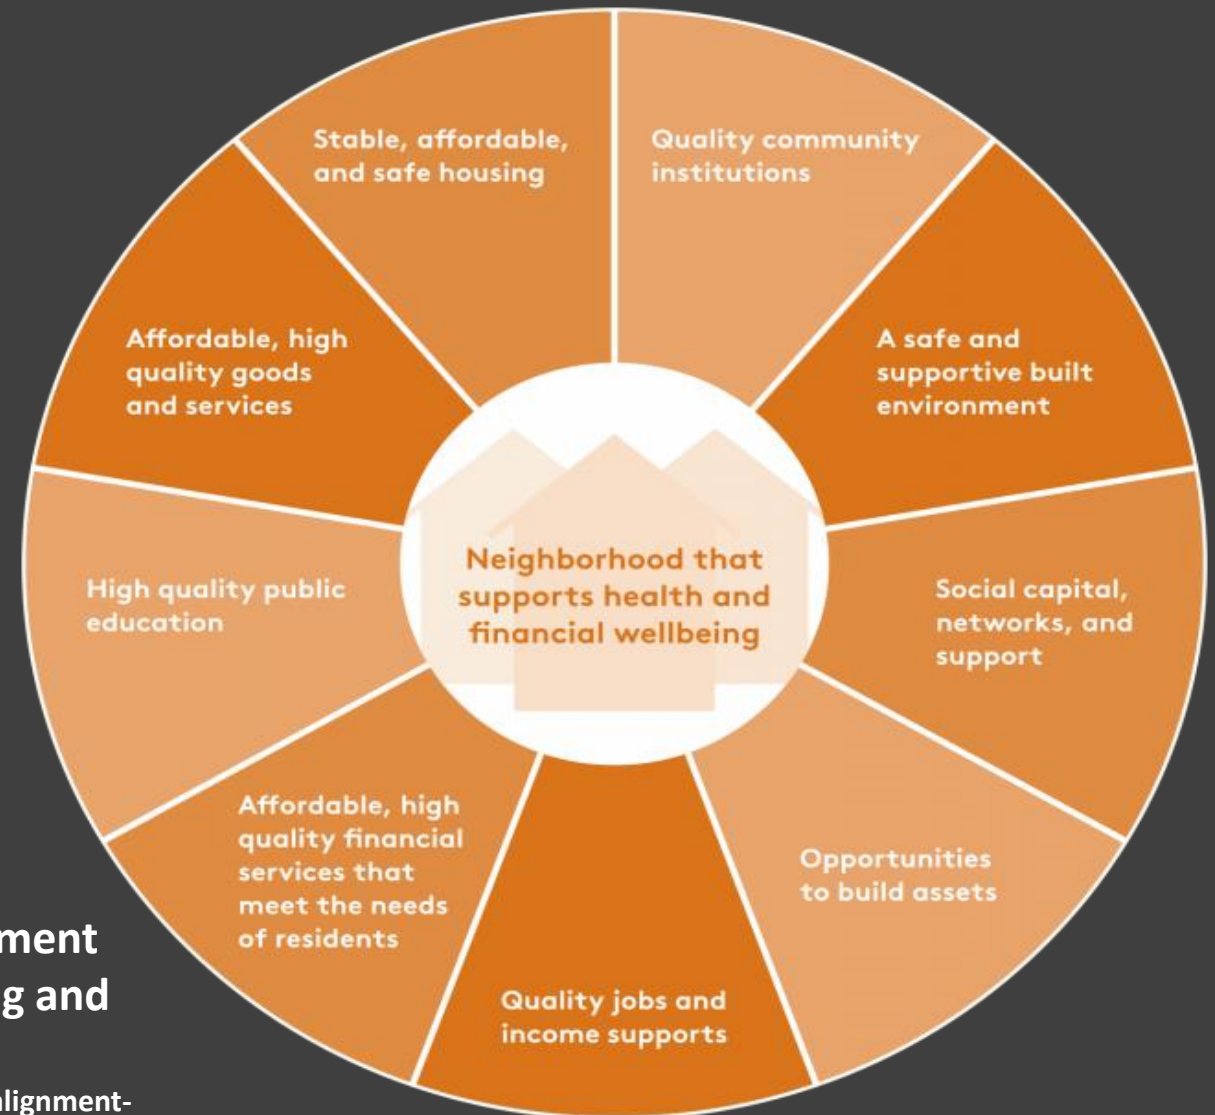 Stable, affordable,
and safe housing
Quality community
institutions
Affordable, high
quality goods
and services
A safe and
supportive built
environment
Neighborhood that
supports health and
financial wellbeing
High quality public
education
Social capital,
networks, and
support
Affordable, high
quality financial
services that
meet the needs
of residents
Opportunities
to build assets
Quality jobs and
income supports
ment
g and
lignment-